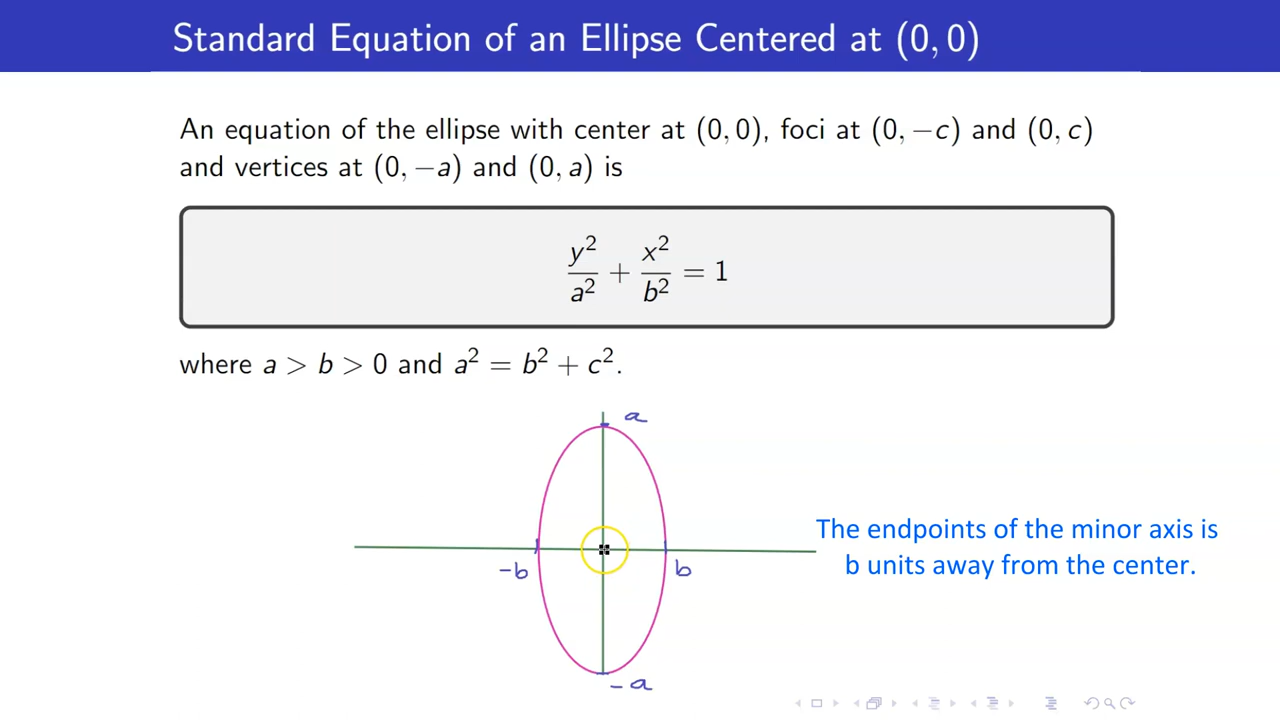 Standard Equation of an Ellipse Centered at (0, 0)
An equation of the ellipse with center at (0, 0), foci at (0, −c) and (0, c)
and vertices at (0, −a) and (0, a) is
y²/a² + x²/b² = 1
where a > b > 0 and a² = b² + c².
a
-b
b
The endpoints of the minor axis is
b units away from the center.
-a